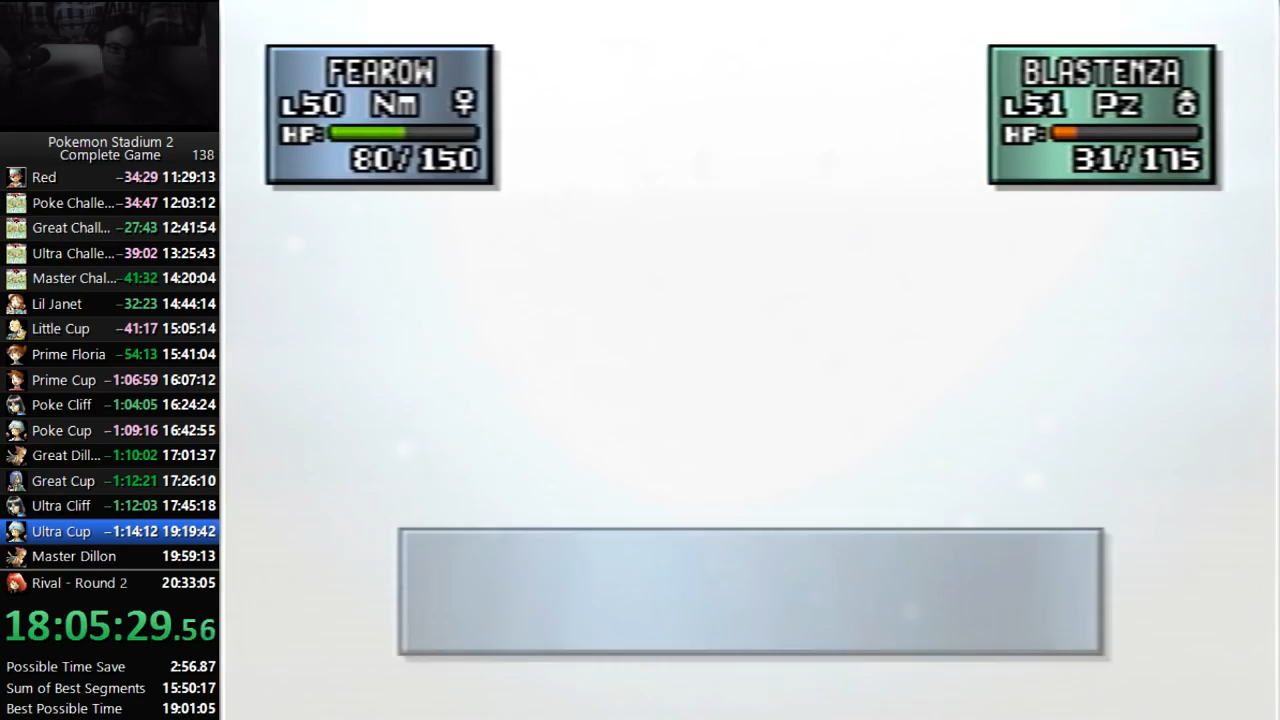 Pokemon Stadium 2
Complete Game 138
Red −34:29 11:29:13
Poke Challe... −34:47 12:03:12
Great Chall... −27:43 12:41:54
Ultra Challe... −39:02 13:25:43
Master Chal... −41:32 14:20:04
Lil Janet −32:23 14:44:14
Little Cup −41:17 15:05:14
Prime Floria −54:13 15:41:04
Prime Cup −1:06:59 16:07:12
Poke Cliff −1:04:05 16:24:24
Poke Cup −1:09:16 16:42:55
Great Dill... −1:10:02 17:01:37
Great Cup −1:12:21 17:26:10
Ultra Cliff −1:12:03 17:45:18
Ultra Cup −1:14:12 19:19:42
Master Dillon 19:59:13
Rival - Round 2 20:33:05
18:05:29.56
Possible Time Save 2:56.87
Sum of Best Segments 15:50:17
Best Possible Time 19:01:05
FEAROW
L50 Nm ♀
HP:
80/150
BLASTENZA
L51 Pz ♂
HP:
31/175